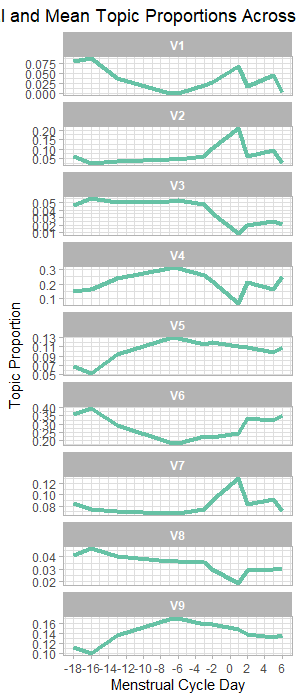 l and Mean Topic Proportions Across
V1
0.075
0.050
0.025
0.000
V2
0.20
0.15
0.10
0.05
V3
0.05
0.04
0.03
0.02
0.01
V4
0.3
0.2
0.1
V5
0.13
0.11
0.09
0.07
0.05
V6
0.40
0.35
0.30
0.25
0.20
V7
0.12
0.10
0.08
V8
0.04
0.03
0.02
V9
0.16
0.14
0.12
0.10
Topic Proportion
-18-16-14-12-10 -8 -6 -4 -2 0 2 4 6
Menstrual Cycle Day